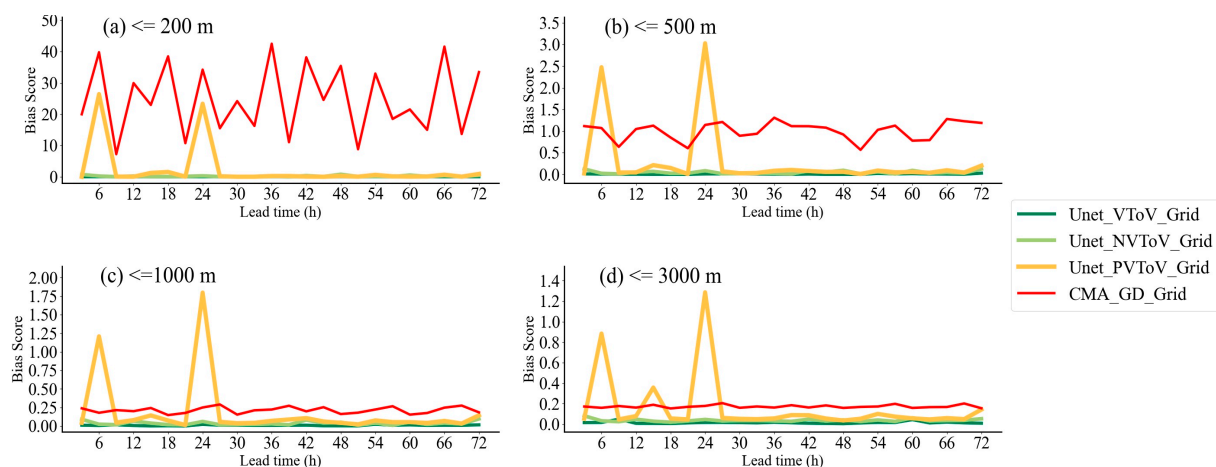 (a) <= 200 m
Bias Score
50
40
30
20
10
0
6 12 18 24 30 36 42 48 54 60 66 72
Lead time (h)
(b) <= 500 m
Bias Score
3.5
3.0
2.5
2.0
1.5
1.0
0.5
0.0
6 12 18 24 30 36 42 48 54 60 66 72
Lead time (h)
Unet_VToV_Grid
Unet_NVToV_Grid
Unet_PVToV_Grid
CMA_GD_Grid
(c) <=1000 m
Bias Score
2.00
1.75
1.50
1.25
1.00
0.75
0.50
0.25
0.00
6 12 18 24 30 36 42 48 54 60 66 72
Lead time (h)
(d) <= 3000 m
Bias Score
1.4
1.2
1.0
0.8
0.6
0.4
0.2
0.0
6 12 18 24 30 36 42 48 54 60 66 72
Lead time (h)